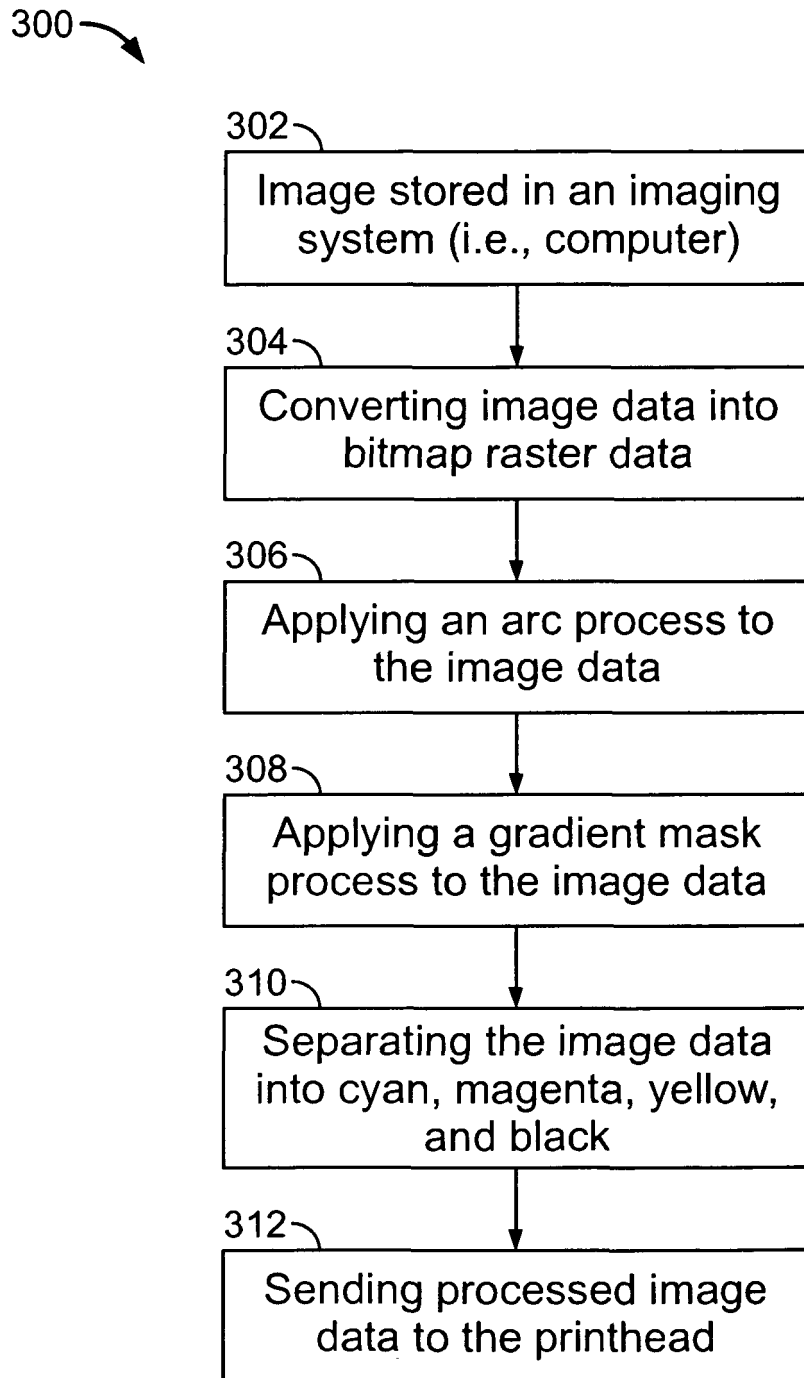 300
302
Image stored in an imaging
system (i.e., computer)
304
Converting image data into
bitmap raster data
306
Applying an arc process to
the image data
308
Applying a gradient mask
process to the image data
310
Separating the image data
into cyan, magenta, yellow,
and black
312
Sending processed image
data to the printhead